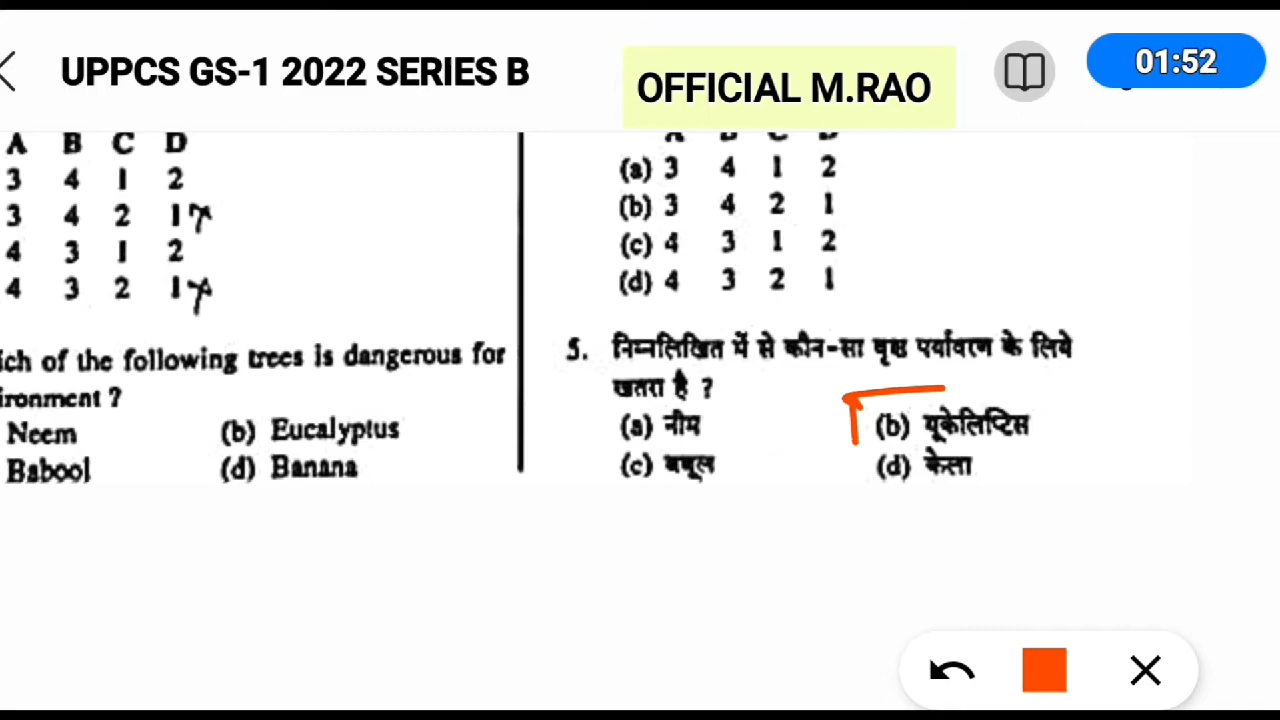 UPPCS GS-1 2022 SERIES B
OFFICIAL M.RAO
01:52
A B C D
3 4 1 2
3 4 2 1
4 3 1 2
4 3 2 1
ich of the following trees is dangerous for
ironment ?
Neem (b) Eucalyptus
Babool (d) Banana
(a) 3 4 1 2
(b) 3 4 2 1
(c) 4 3 1 2
(d) 4 3 2 1
5. निम्नलिखित में से कौन-सा वृक्ष पर्यावरण के लिये
खतरा है ?
(a) नीम (b) यूकेलिप्टिस
(c) बबूल (d) केला